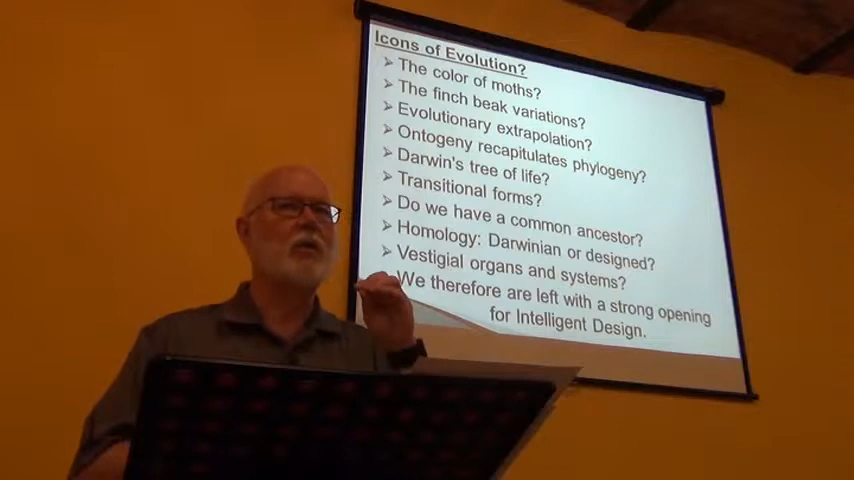 Icons of Evolution?
➢ The color of moths?
➢ The finch beak variations?
➢ Evolutionary extrapolation?
➢ Ontogeny recapitulates phylogeny?
➢ Darwin's tree of life?
➢ Transitional forms?
➢ Do we have a common ancestor?
➢ Homology: Darwinian or designed?
➢ Vestigial organs and systems?
We therefore are left with a strong opening
for Intelligent Design.